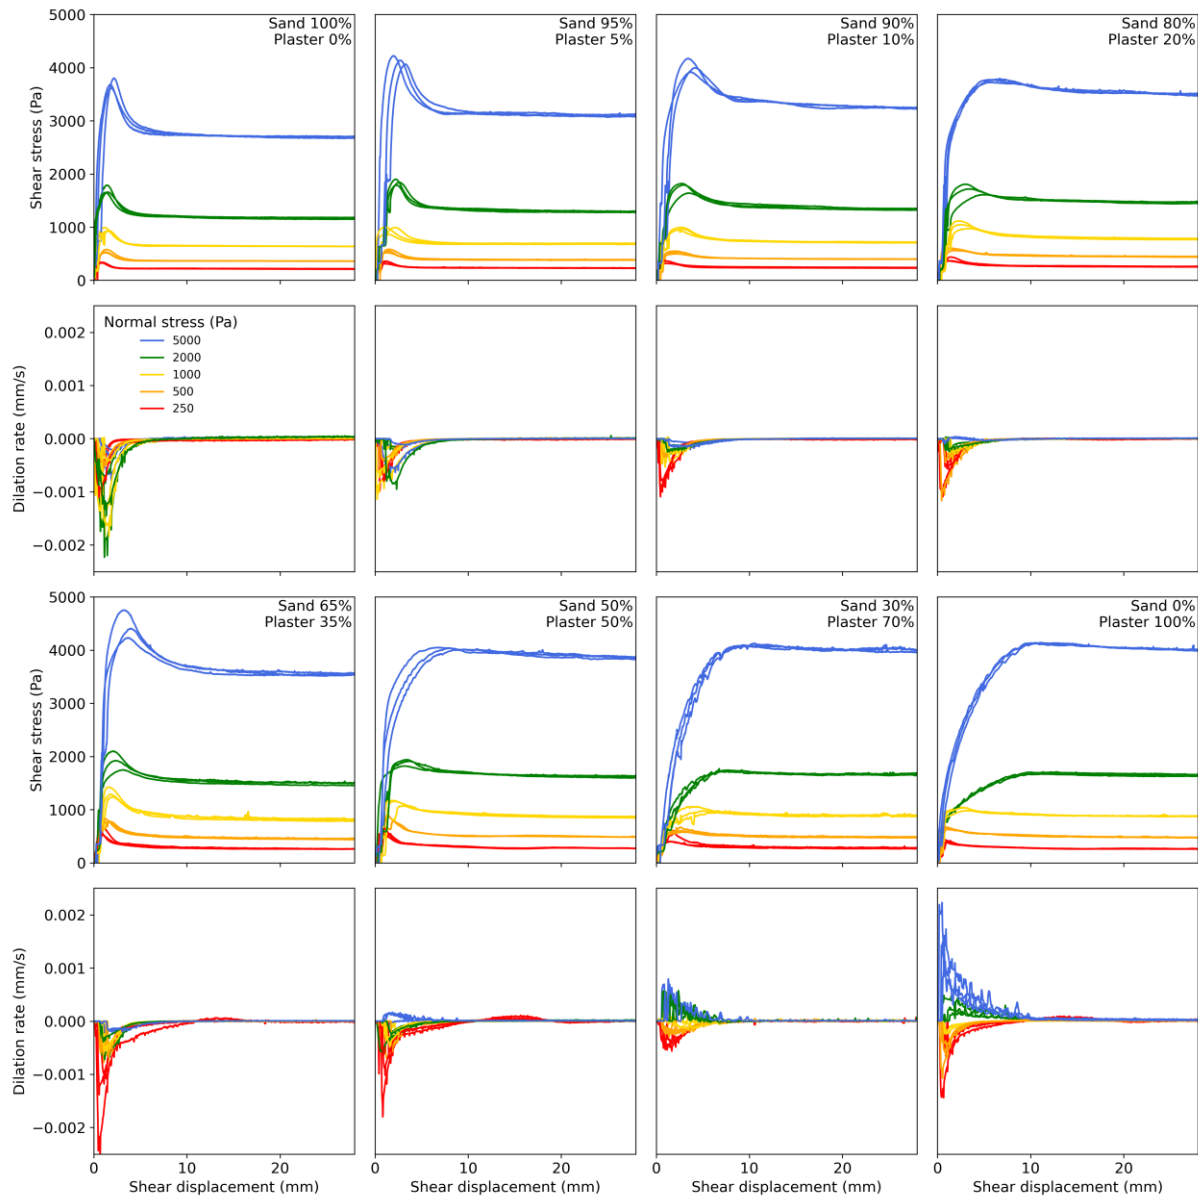 Sand 100%
Plaster 0%
Sand 95%
Plaster 5%
Sand 90%
Plaster 10%
Sand 80%
Plaster 20%
Shear stress (Pa)
5000
4000
3000
2000
1000
0
Normal stress (Pa)
5000
2000
1000
500
250
Dilation rate (mm/s)
0.002
0.001
0.000
−0.001
−0.002
Sand 65%
Plaster 35%
Sand 50%
Plaster 50%
Sand 30%
Plaster 70%
Sand 0%
Plaster 100%
Shear stress (Pa)
5000
4000
3000
2000
1000
0
Dilation rate (mm/s)
0.002
0.001
0.000
−0.001
−0.002
0 10 20
0 10 20
0 10 20
0 10 20
Shear displacement (mm)
Shear displacement (mm)
Shear displacement (mm)
Shear displacement (mm)